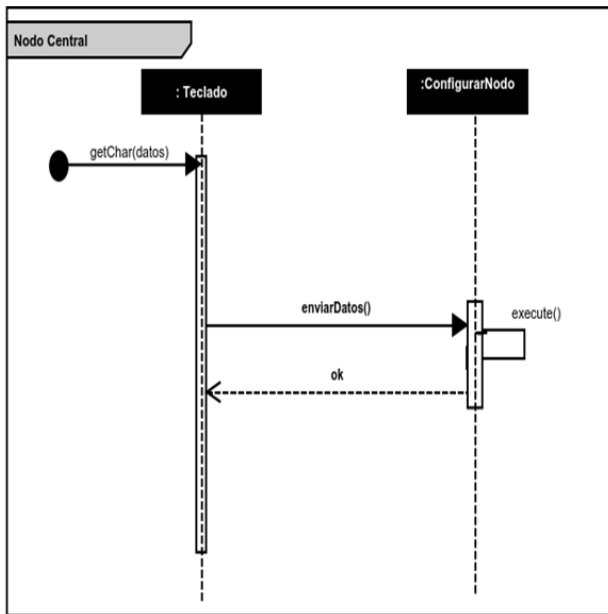 Nodo Central
: Teclado
:ConfigurarNodo
getChar(datos)
enviarDatos()
execute()
ok